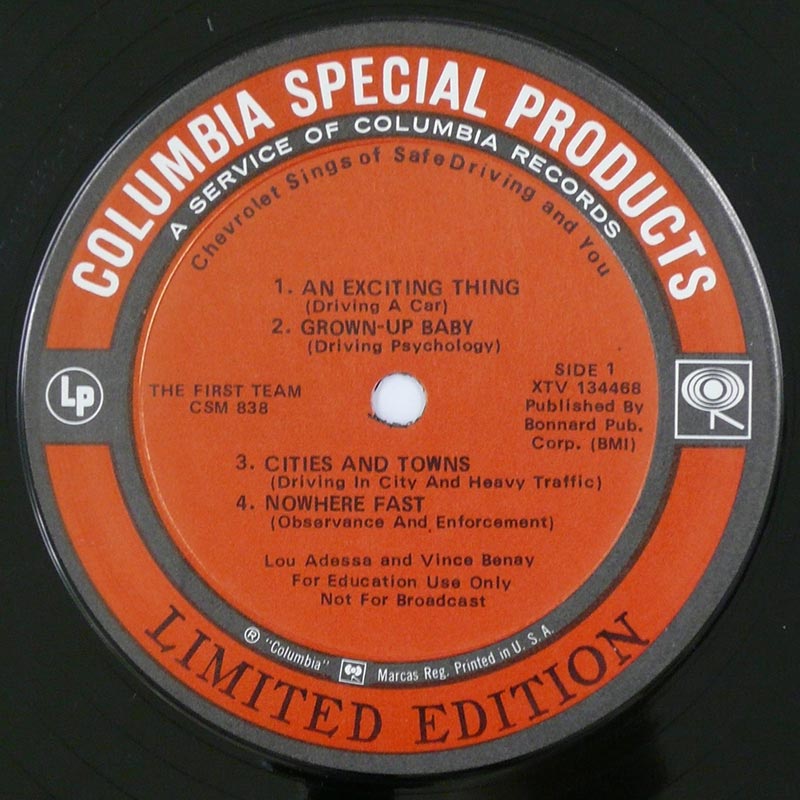 COLUMBIA SPECIAL PRODUCTS
A SERVICE OF COLUMBIA RECORDS
Chevrolet Sings of Safe Driving and You
1. AN EXCITING THING
(Driving A Car)
2. GROWN-UP BABY
(Driving Psychology)
LP
THE FIRST TEAM
CSM 838
SIDE 1
XTV 134468
Published By
Bonnard Pub.
Corp. (BMI)
3. CITIES AND TOWNS
(Driving In City And Heavy Traffic)
4. NOWHERE FAST
(Observance And Enforcement)
Lou Adessa and Vince Benay
For Education Use Only
Not For Broadcast
® "Columbia" Marcas Reg. Printed in U. S. A.
LIMITED EDITION